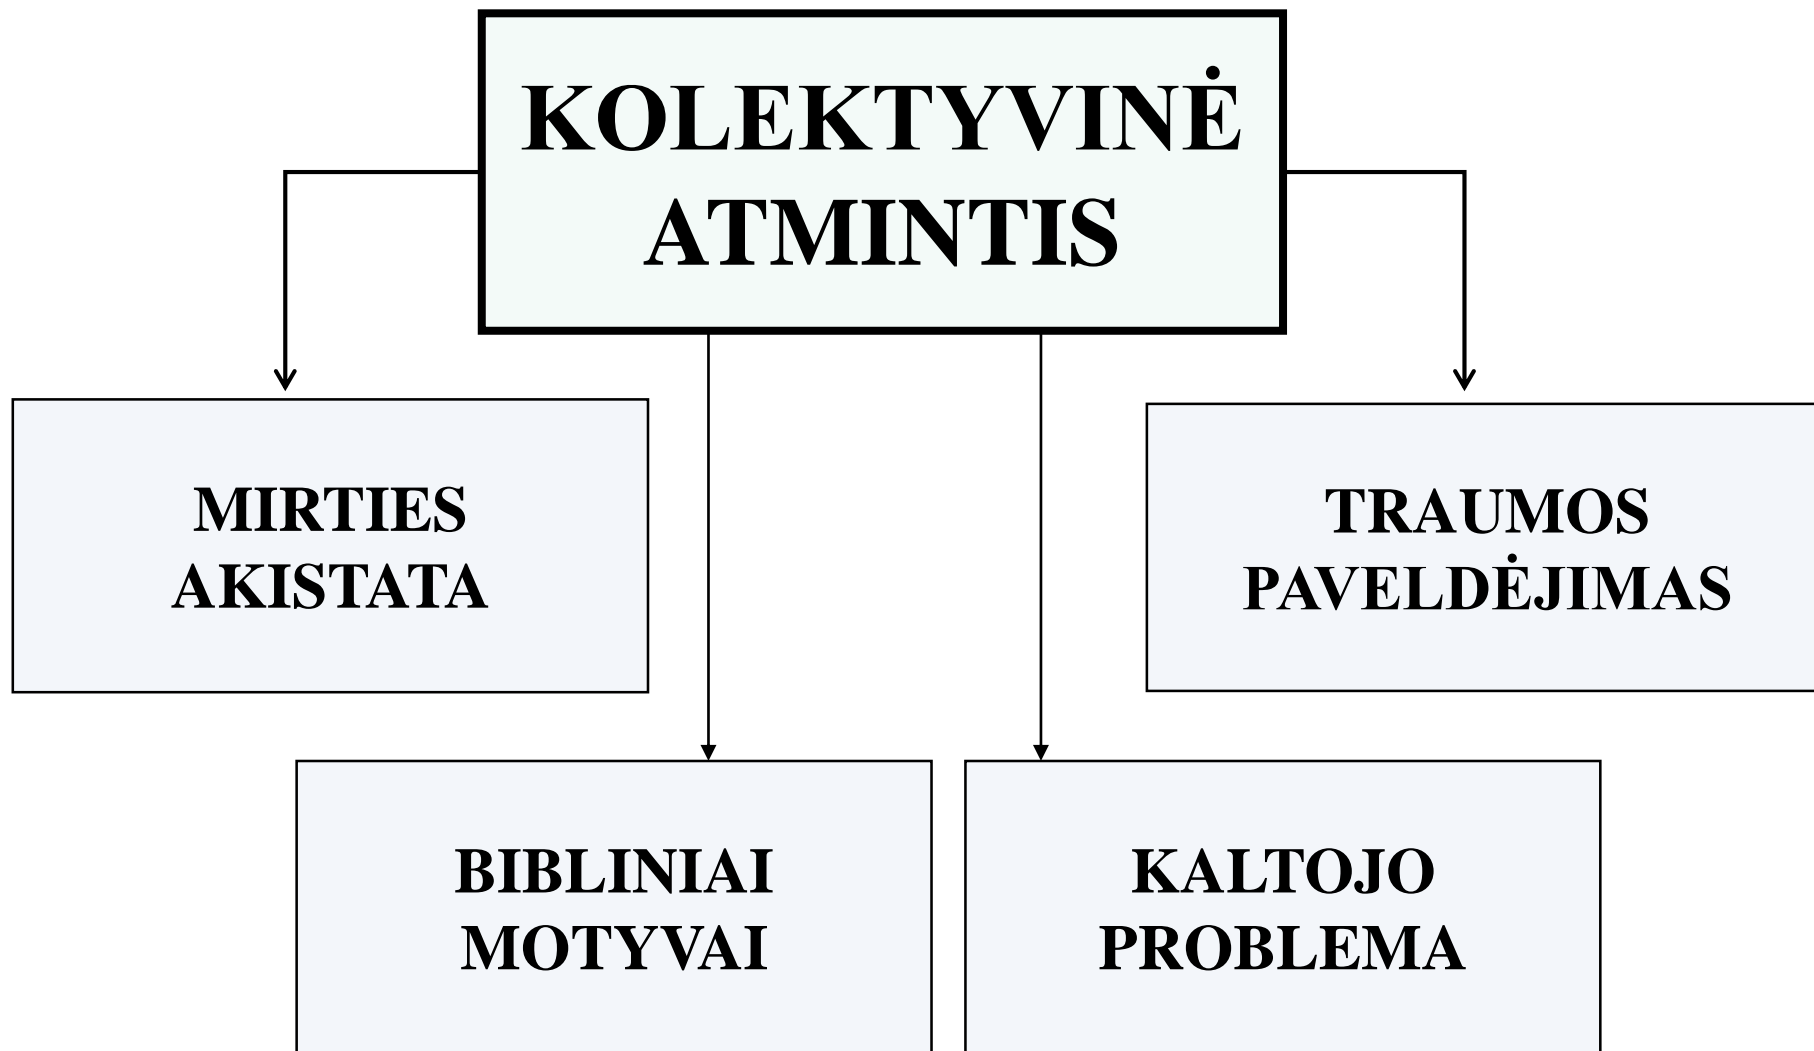 KOLEKTYVINĖ
ATMINTIS
MIRTIES
AKISTATA
TRAUMOS
PAVELDĖJIMAS
BIBLINIAI
MOTYVAI
KALTOJO
PROBLEMA